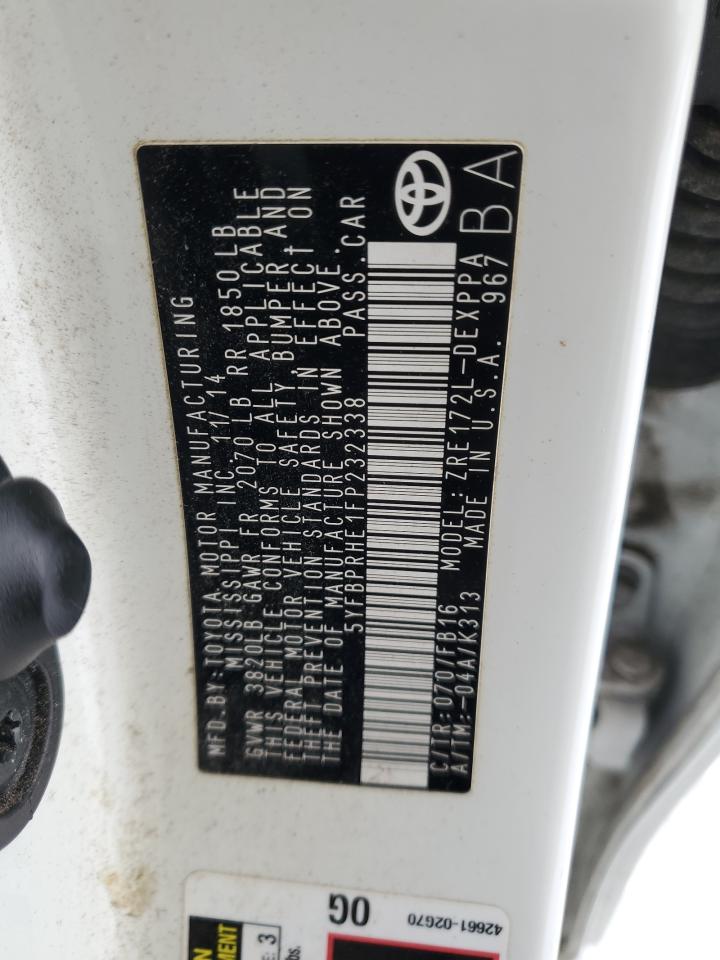 MFD. BY: TOYOTA MOTOR MANUFACTURING
MISSISSIPPI INC. 11/14
GVWR 3820LB GAWR FR 2070 LB RR 1850 LB
THIS VEHICLE CONFORMS TO ALL APPLICABLE
FEDERAL MOTOR VEHICLE SAFETY, BUMPER AND
THEFT PREVENTION STANDARDS IN EFFECT ON
THE DATE OF MANUFACTURE SHOWN ABOVE.
5YFBPRHE1FP232338 PASS. CAR
C/TR: 070/FB16 MODEL: ZRE172L-DEXPPA
A/TM: -04A/K313 MADE IN U.S.A. 967
BA
0G
42661-02G70
3